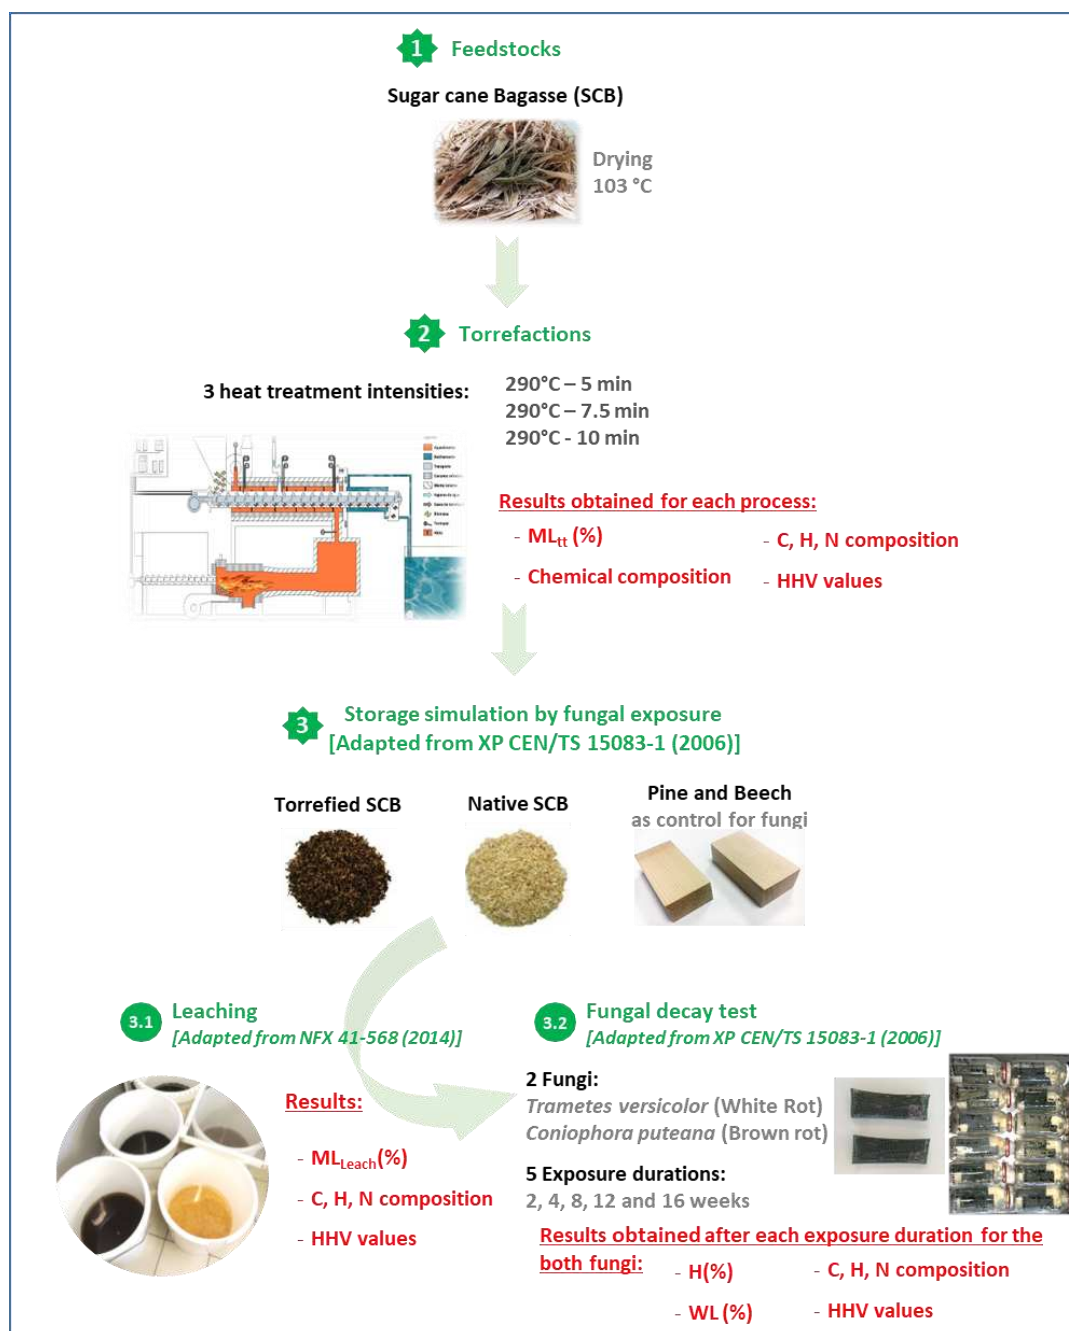 1 Feedstocks
Sugar cane Bagasse (SCB)
Drying
103 °C
2 Torrefactions
3 heat treatment intensities:
290°C – 5 min
290°C – 7.5 min
290°C - 10 min
Results obtained for each process:
- MLtt (%)
- C, H, N composition
- Chemical composition
- HHV values
3 Storage simulation by fungal exposure
[Adapted from XP CEN/TS 15083-1 (2006)]
Torrefied SCB
Native SCB
Pine and Beech
as control for fungi
3.1 Leaching
[Adapted from NFX 41-568 (2014)]
Results:
- MLLeach(%)
- C, H, N composition
- HHV values
3.2 Fungal decay test
[Adapted from XP CEN/TS 15083-1 (2006)]
2 Fungi:
Trametes versicolor (White Rot)
Coniophora puteana (Brown rot)
5 Exposure durations:
2, 4, 8, 12 and 16 weeks
Results obtained after each exposure duration for the
both fungi:
- H(%)
- C, H, N composition
- WL (%)
- HHV values